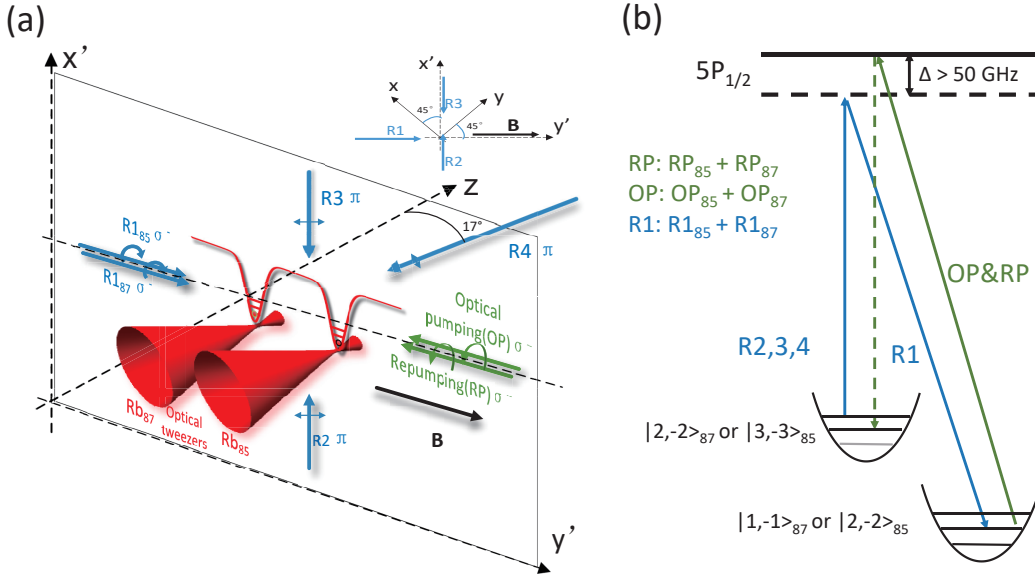 (a)
x'
x'
R3
x
y
45°
45°
R1
B
y'
R2
Z
R3 π
17°
R4 π
R1₈₅ σ⁻
R1₈₇ σ⁻
Optical
pumping(OP) σ⁻
Repumping(RP) σ⁻
B
Rb₈₇
Optical
tweezers
Rb₈₅
R2 π
y'
(b)
5P₁/₂
Δ > 50 GHz
RP: RP₈₅ + RP₈₇
OP: OP₈₅ + OP₈₇
R1: R1₈₅ + R1₈₇
OP&RP
R2,3,4
R1
|2,-2>₈₇ or |3,-3>₈₅
|1,-1>₈₇ or |2,-2>₈₅